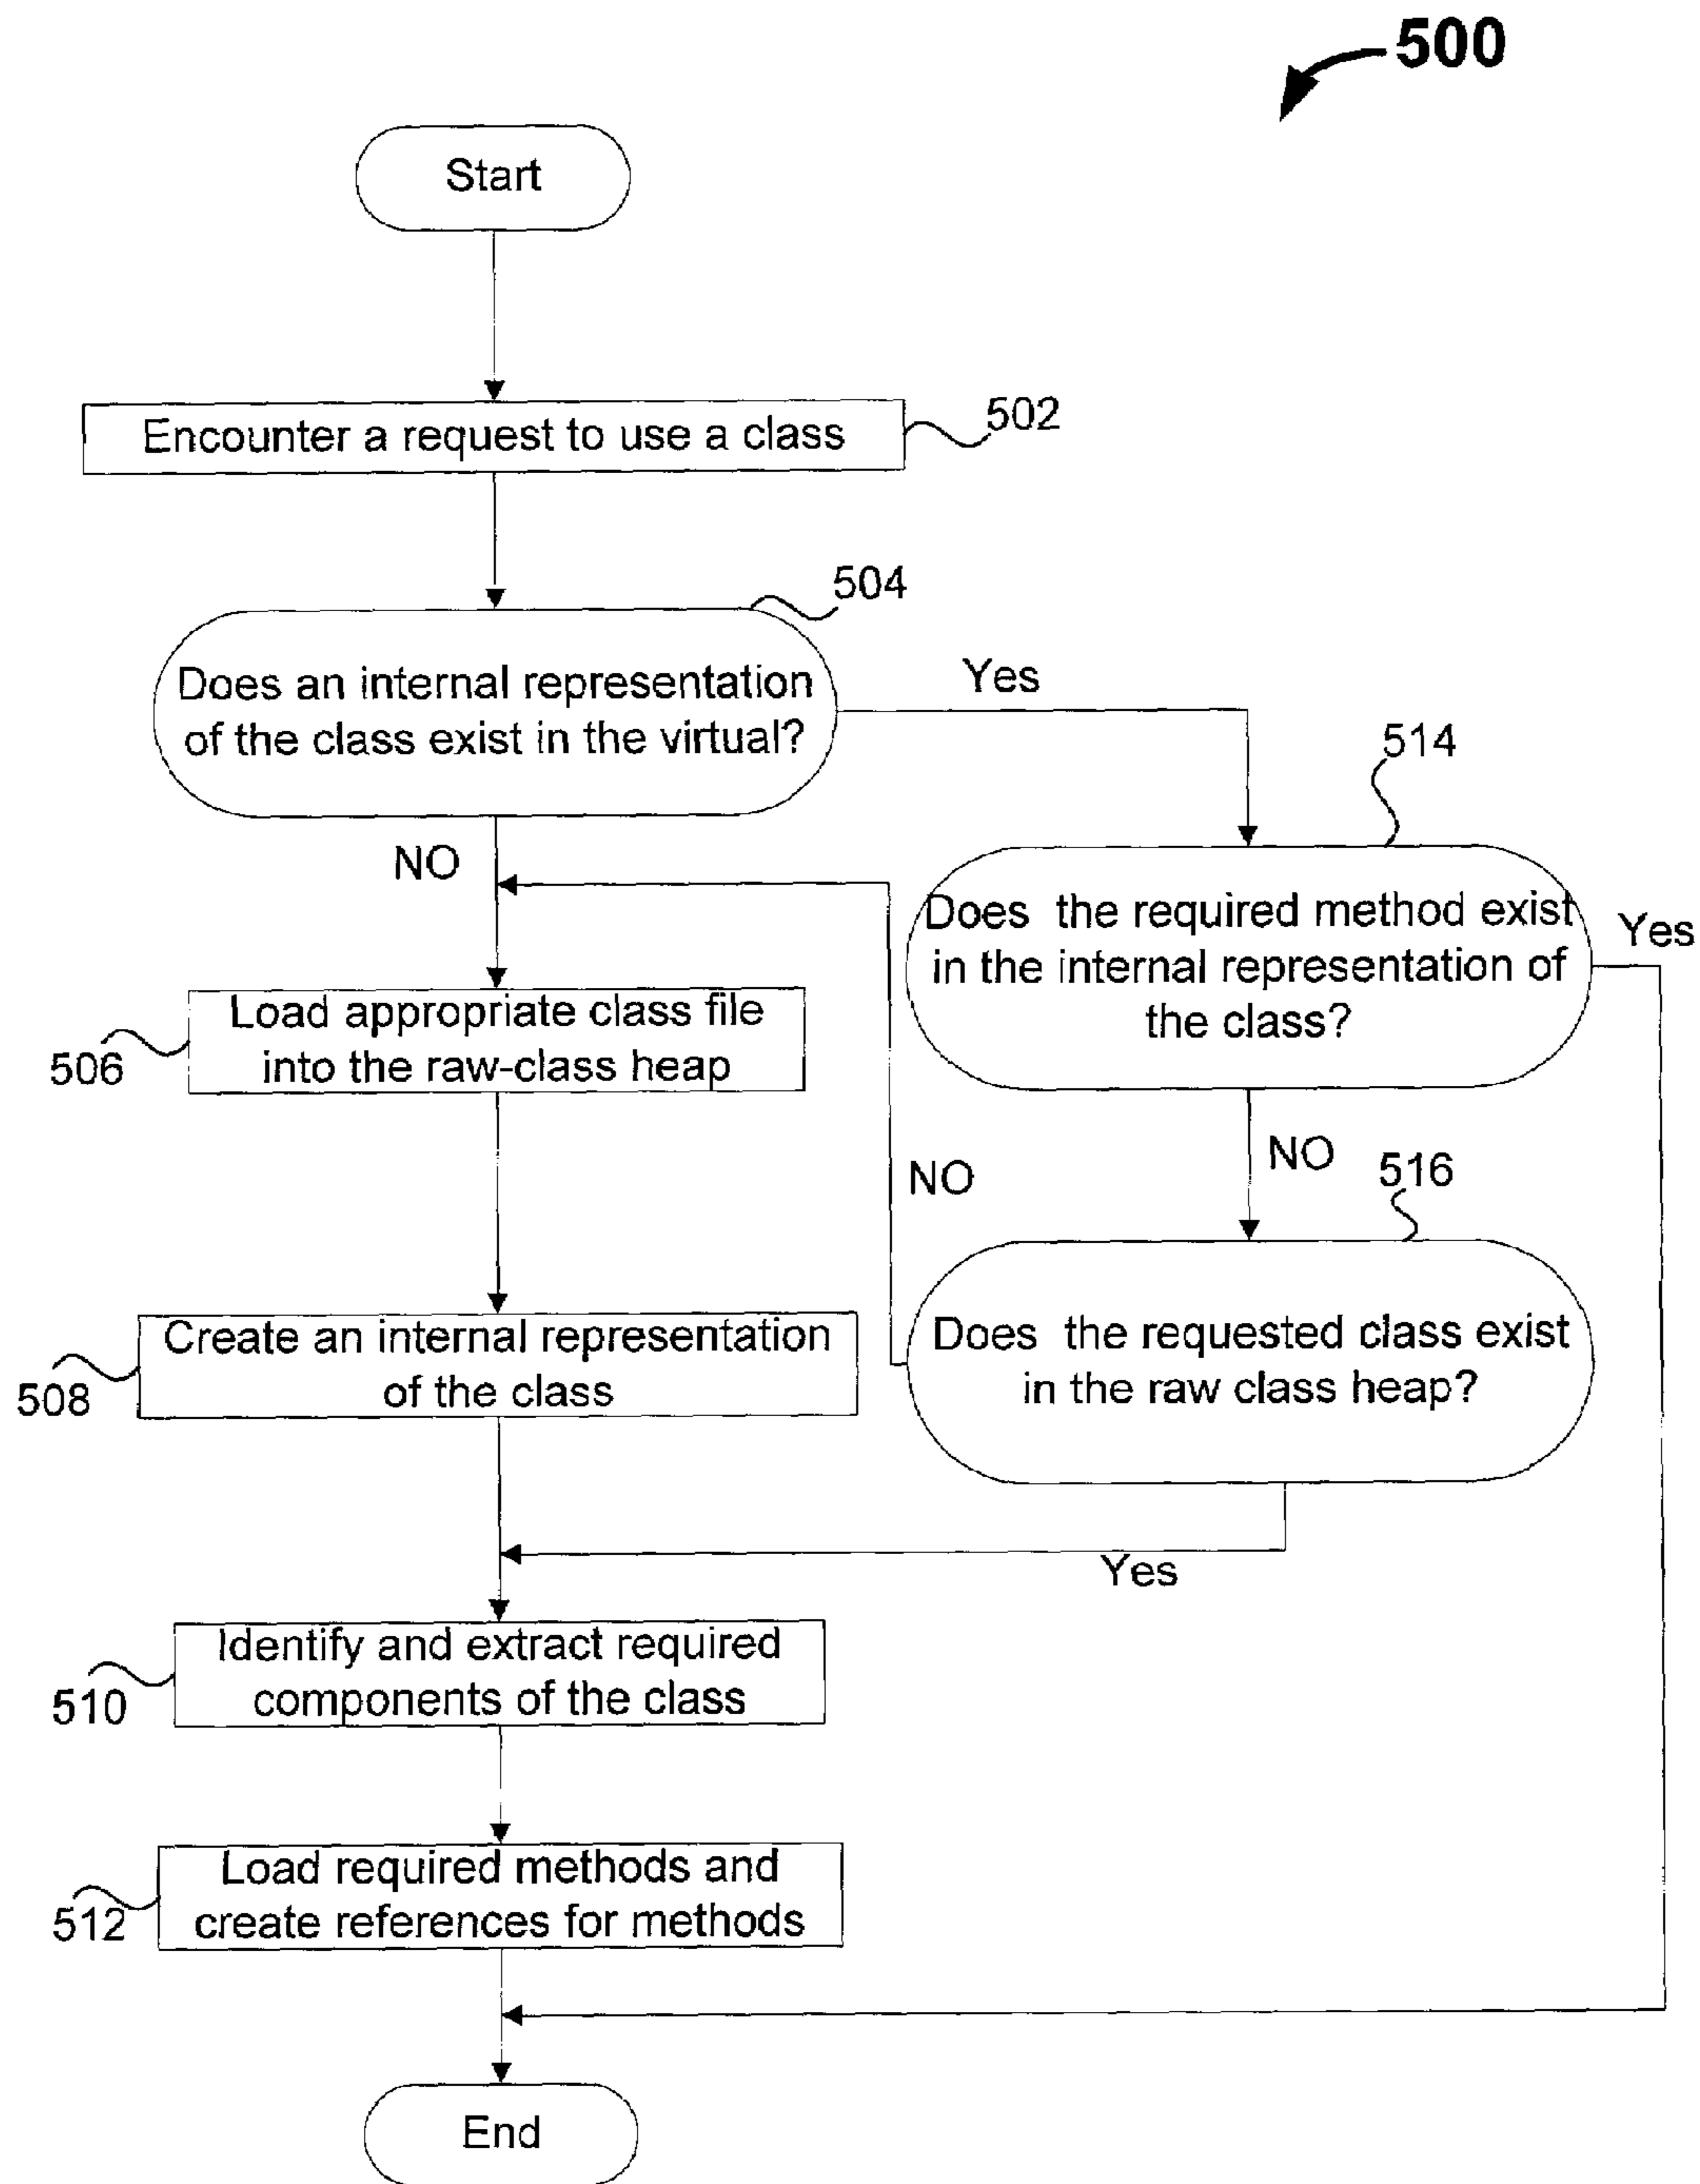 500
Start
Encounter a request to use a class
502
504
Does an internal representation
of the class exist in the virtual?
Yes
NO
514
Does the required method exist
in the internal representation of
the class?
Yes
Load appropriate class file
into the raw-class heap
506
NO
NO
516
Does the requested class exist
in the raw class heap?
Create an internal representation
of the class
508
Yes
Identify and extract required
components of the class
510
Load required methods and
create references for methods
512
End